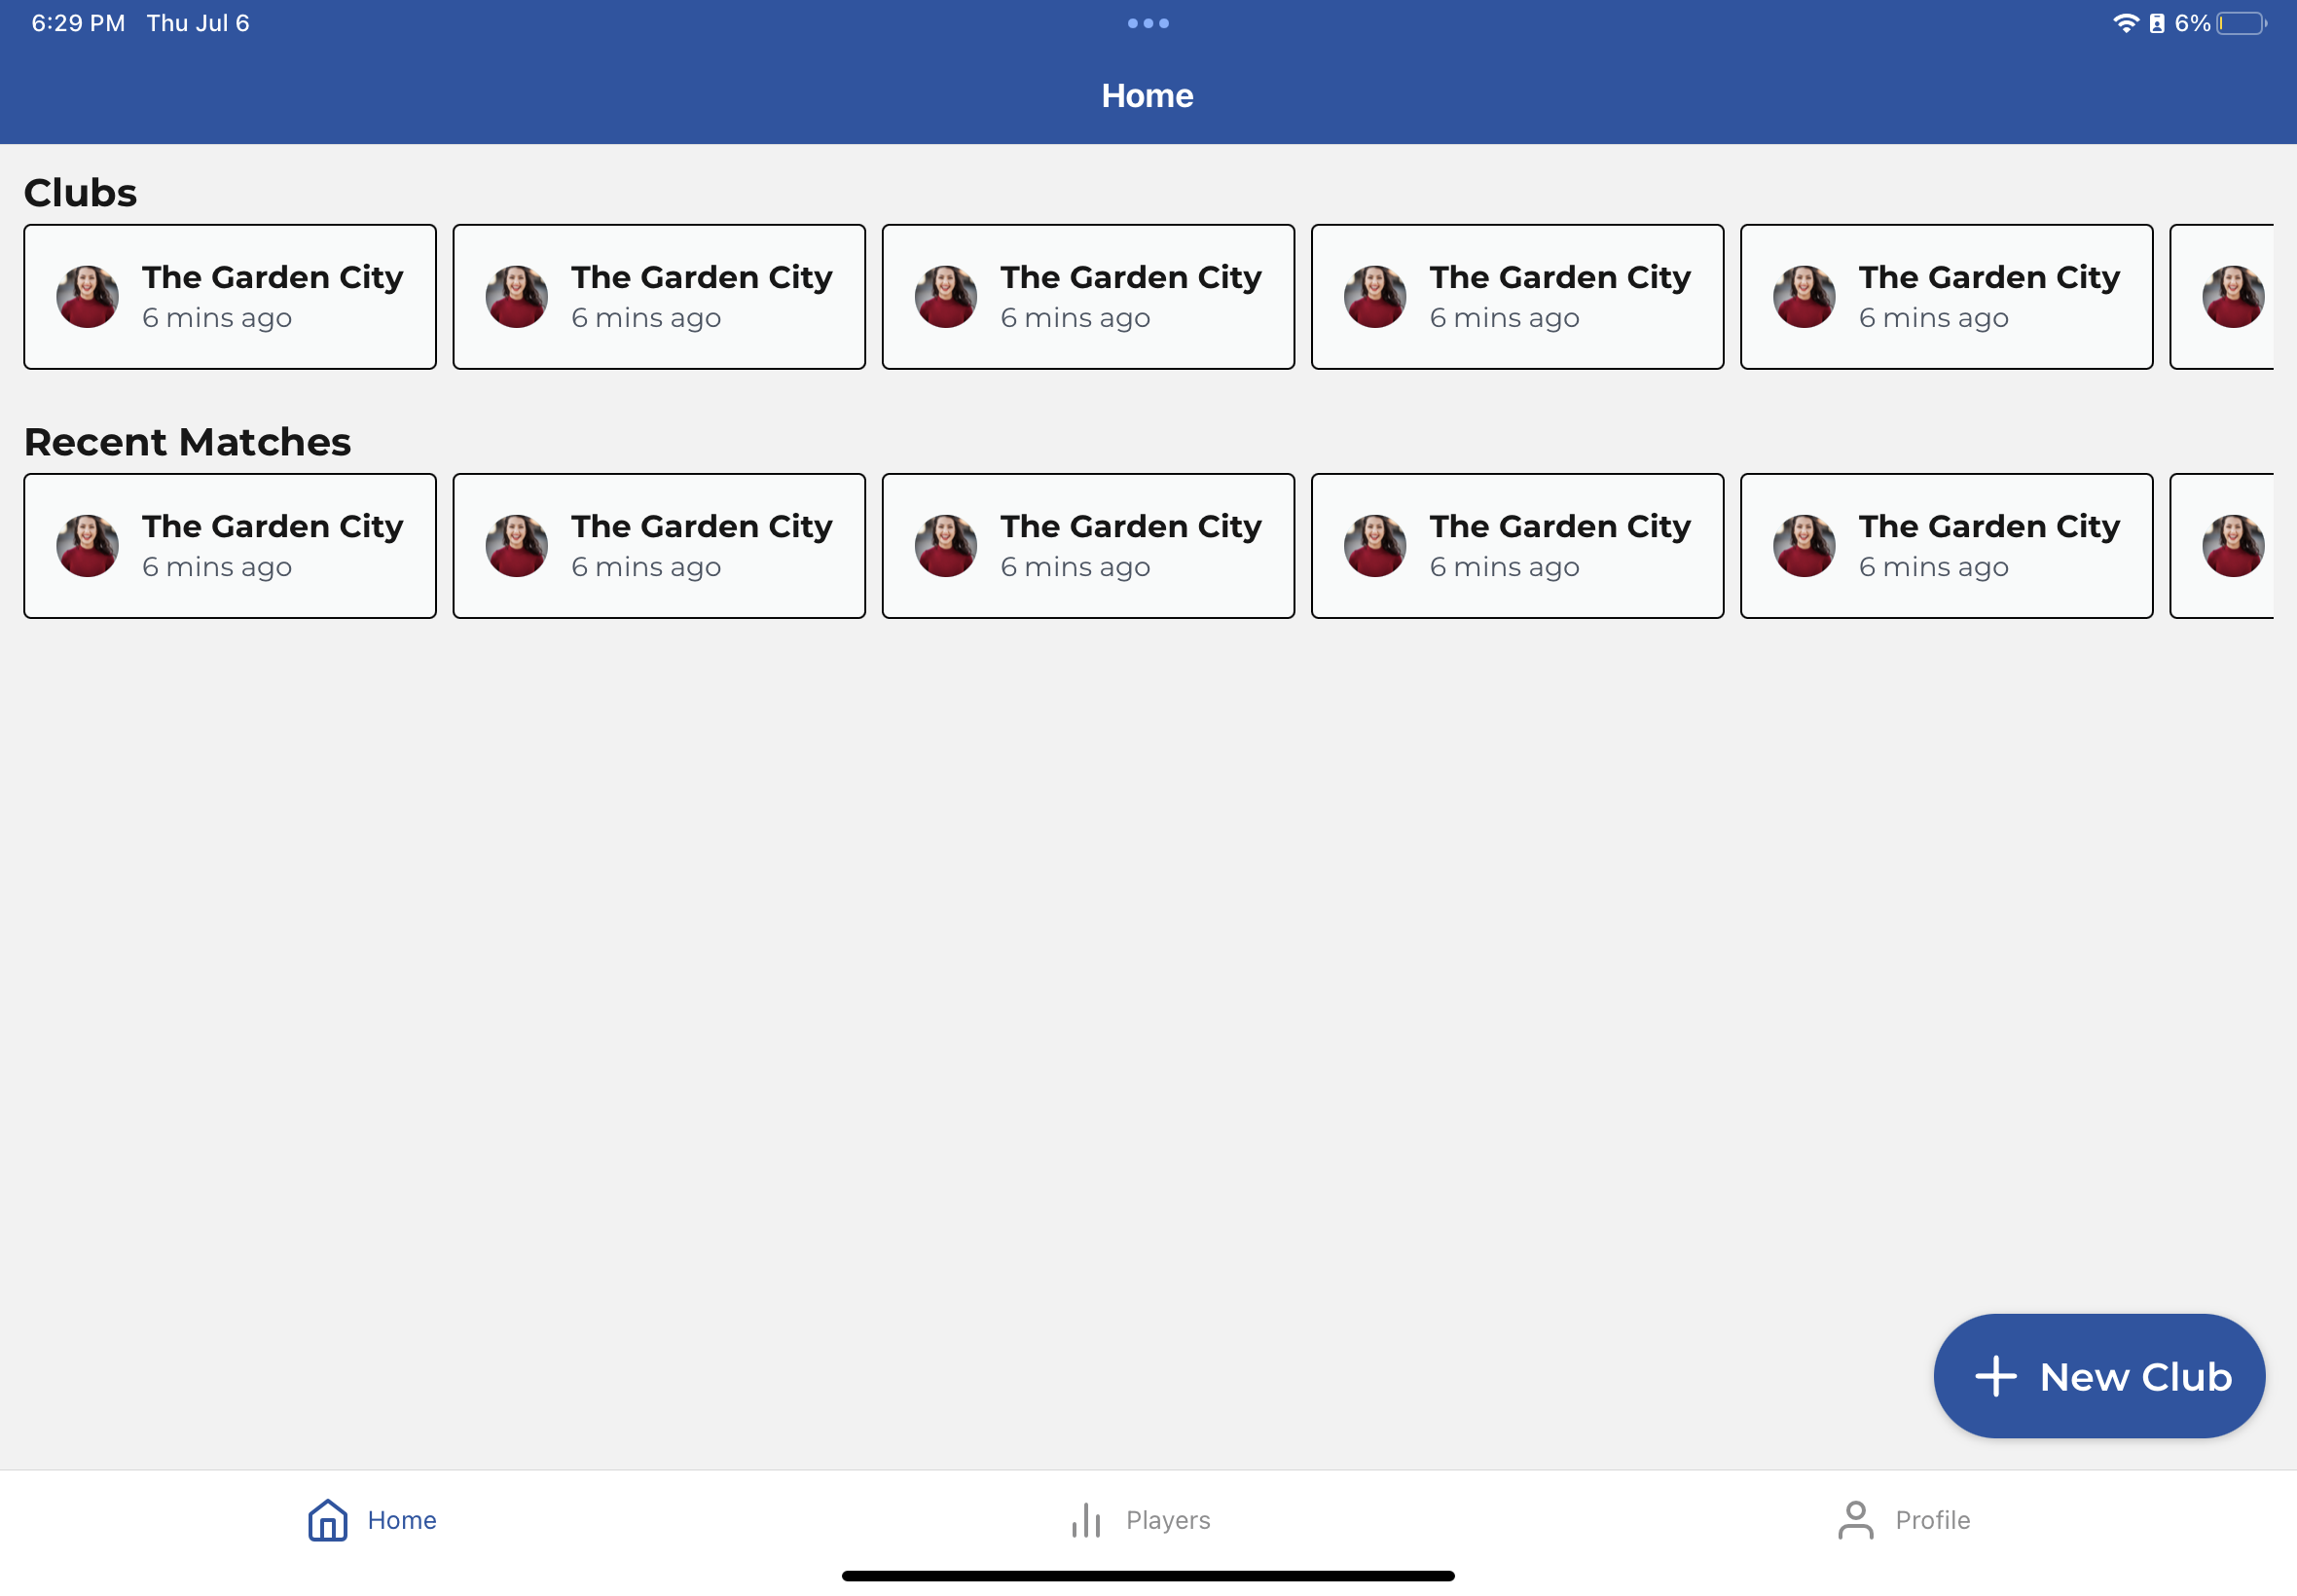 6:29 PM Thu Jul 6
6%
Home
Clubs
The Garden City
6 mins ago
The Garden City
6 mins ago
The Garden City
6 mins ago
The Garden City
6 mins ago
The Garden City
6 mins ago
Recent Matches
The Garden City
6 mins ago
The Garden City
6 mins ago
The Garden City
6 mins ago
The Garden City
6 mins ago
The Garden City
6 mins ago
New Club
Home
Players
Profile